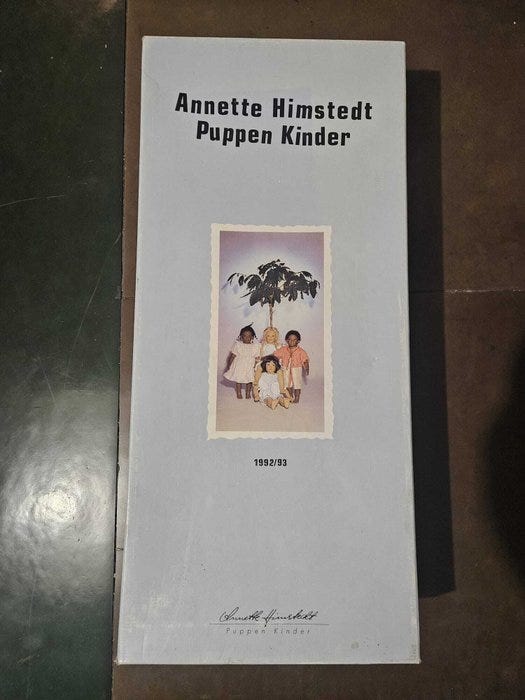 Annette Himstedt
Puppen Kinder
1992/93
Annette Himstedt
Puppen Kinder